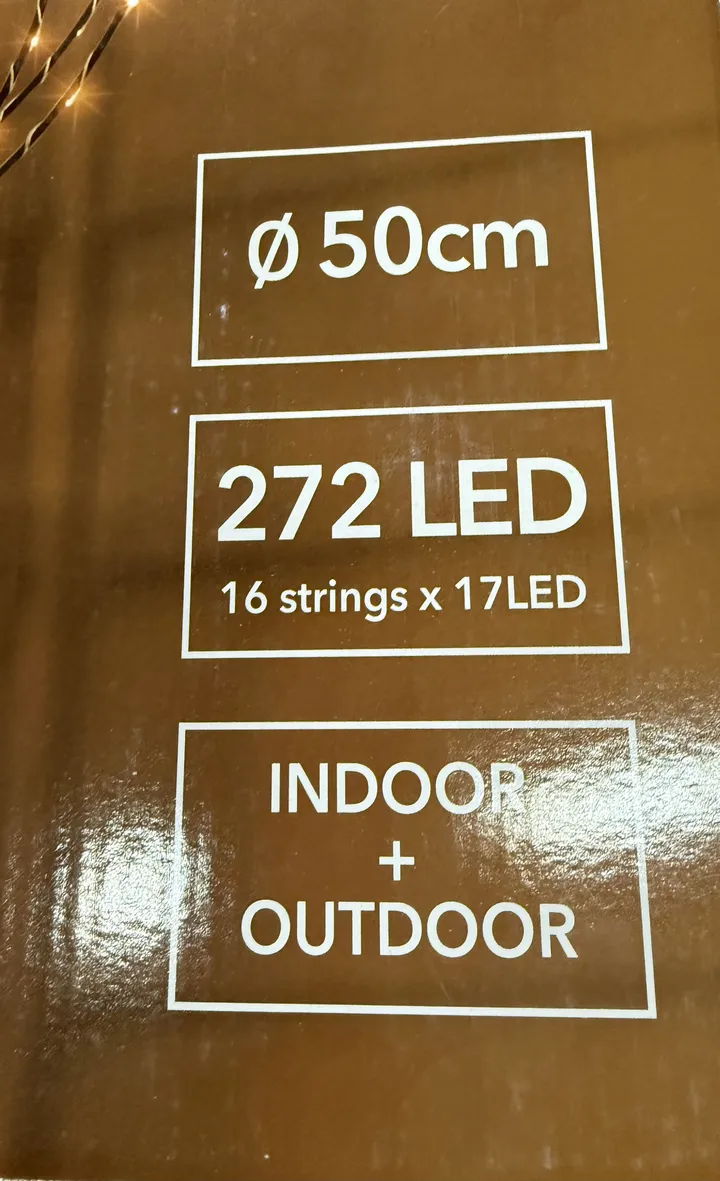 Ø 50cm
272 LED
16 strings x 17LED
INDOOR
+
OUTDOOR